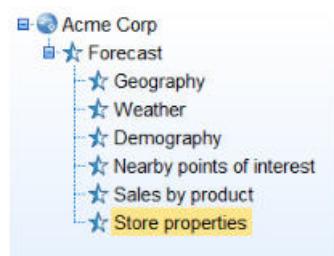 Acme Corp
Forecast
Geography
Weather
Demography
Nearby points of interest
Sales by product
Store properties